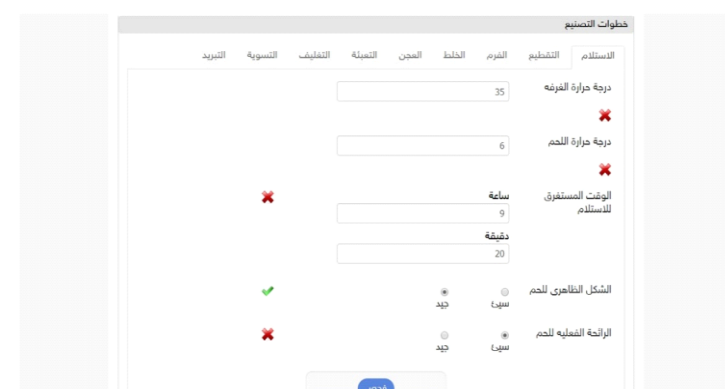 خطوات التصنيع
الاستلام التقطيع الفرم الخلط العجن التعبئة التغليف التسوية التبريد
درجة حرارة الغرفه
35
درجة حرارة اللحم
6
الوقت المستغرق للاستلام
ساعة
9
دقيقة
20
الشكل الظاهرى للحم
سيئ جيد
الرائحة الفعليه للحم
سيئ جيد
فحص